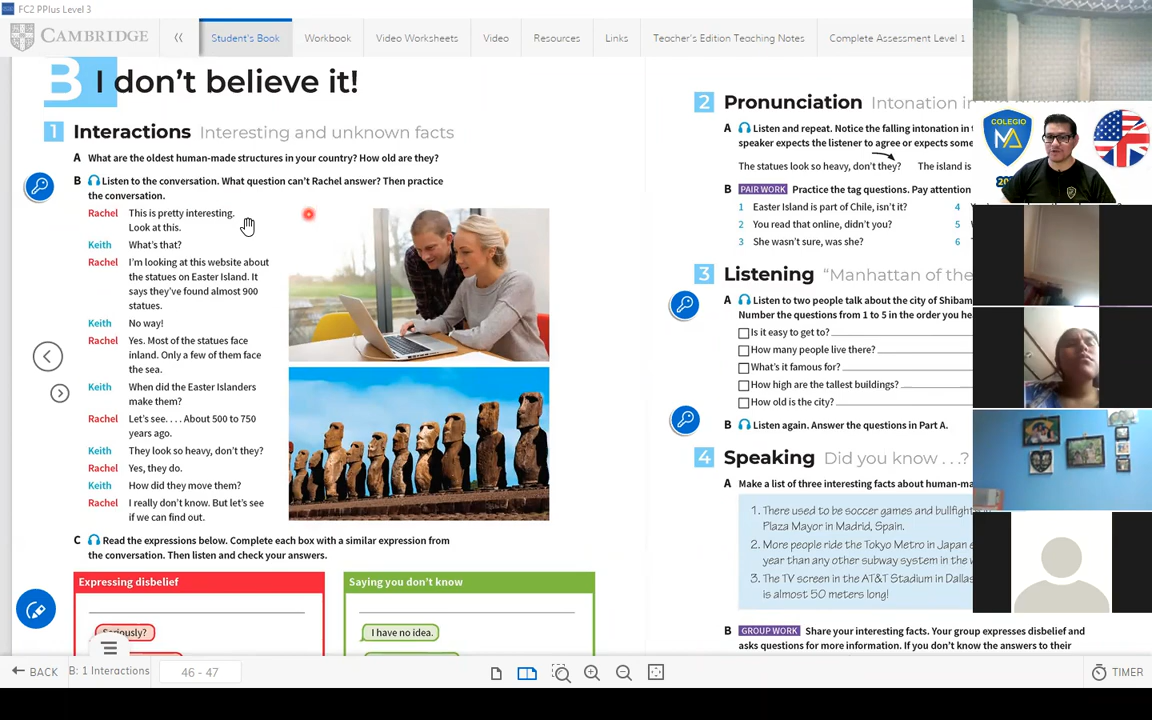 FC2 PPlus Level 3
CAMBRIDGE
Student's Book
Workbook
Video Worksheets
Video
Resources
Links
Teacher's Edition Teaching Notes
Complete Assessment Level 1
B I don't believe it!
1 Interactions Interesting and unknown facts
A What are the oldest human-made structures in your country? How old are they?
B Listen to the conversation. What question can't Rachel answer? Then practice
the conversation.
Rachel This is pretty interesting.
Look at this.
Keith What's that?
Rachel I'm looking at this website about
the statues on Easter Island. It
says they've found almost 900
statues.
Keith No way!
Rachel Yes. Most of the statues face
inland. Only a few of them face
the sea.
Keith When did the Easter Islanders
make them?
Rachel Let's see. . . . About 500 to 750
years ago.
Keith They look so heavy, don't they?
Rachel Yes, they do.
Keith How did they move them?
Rachel I really don't know. But let's see
if we can find out.
C Read the expressions below. Complete each box with a similar expression from
the conversation. Then listen and check your answers.
Expressing disbelief
Seriously?
Saying you don't know
I have no idea.
2 Pronunciation Intonation in
A Listen and repeat. Notice the falling intonation in
speaker expects the listener to agree or expects
The statues look so heavy, don't they? The island is
B PAIR WORK Practice the tag questions. Pay attention
1 Easter Island is part of Chile, isn't it?
2 You read that online, didn't you?
3 She wasn't sure, was she?
4
5
6
3 Listening "Manhattan of the
A Listen to two people talk about the city of Shibam
Number the questions from 1 to 5 in the order you
Is it easy to get to?
How many people live there?
What's it famous for?
How high are the tallest buildings?
How old is the city?
B Listen again. Answer the questions in Part A.
4 Speaking Did you know . . .?
A Make a list of three interesting facts about
1. There used to be soccer games and
Plaza Mayor in Madrid, Spain.
2. More people ride the Tokyo Metro in Japan
year than any other subway system in the
3. The TV screen in the AT&T Stadium in Dallas
is almost 50 meters long!
B GROUP WORK Share your interesting facts. Your group expresses disbelief and
asks questions for more information. If you don't know the answers to their
COLEGIO
MA
BACK
B: 1 Interactions
46 - 47
TIMER